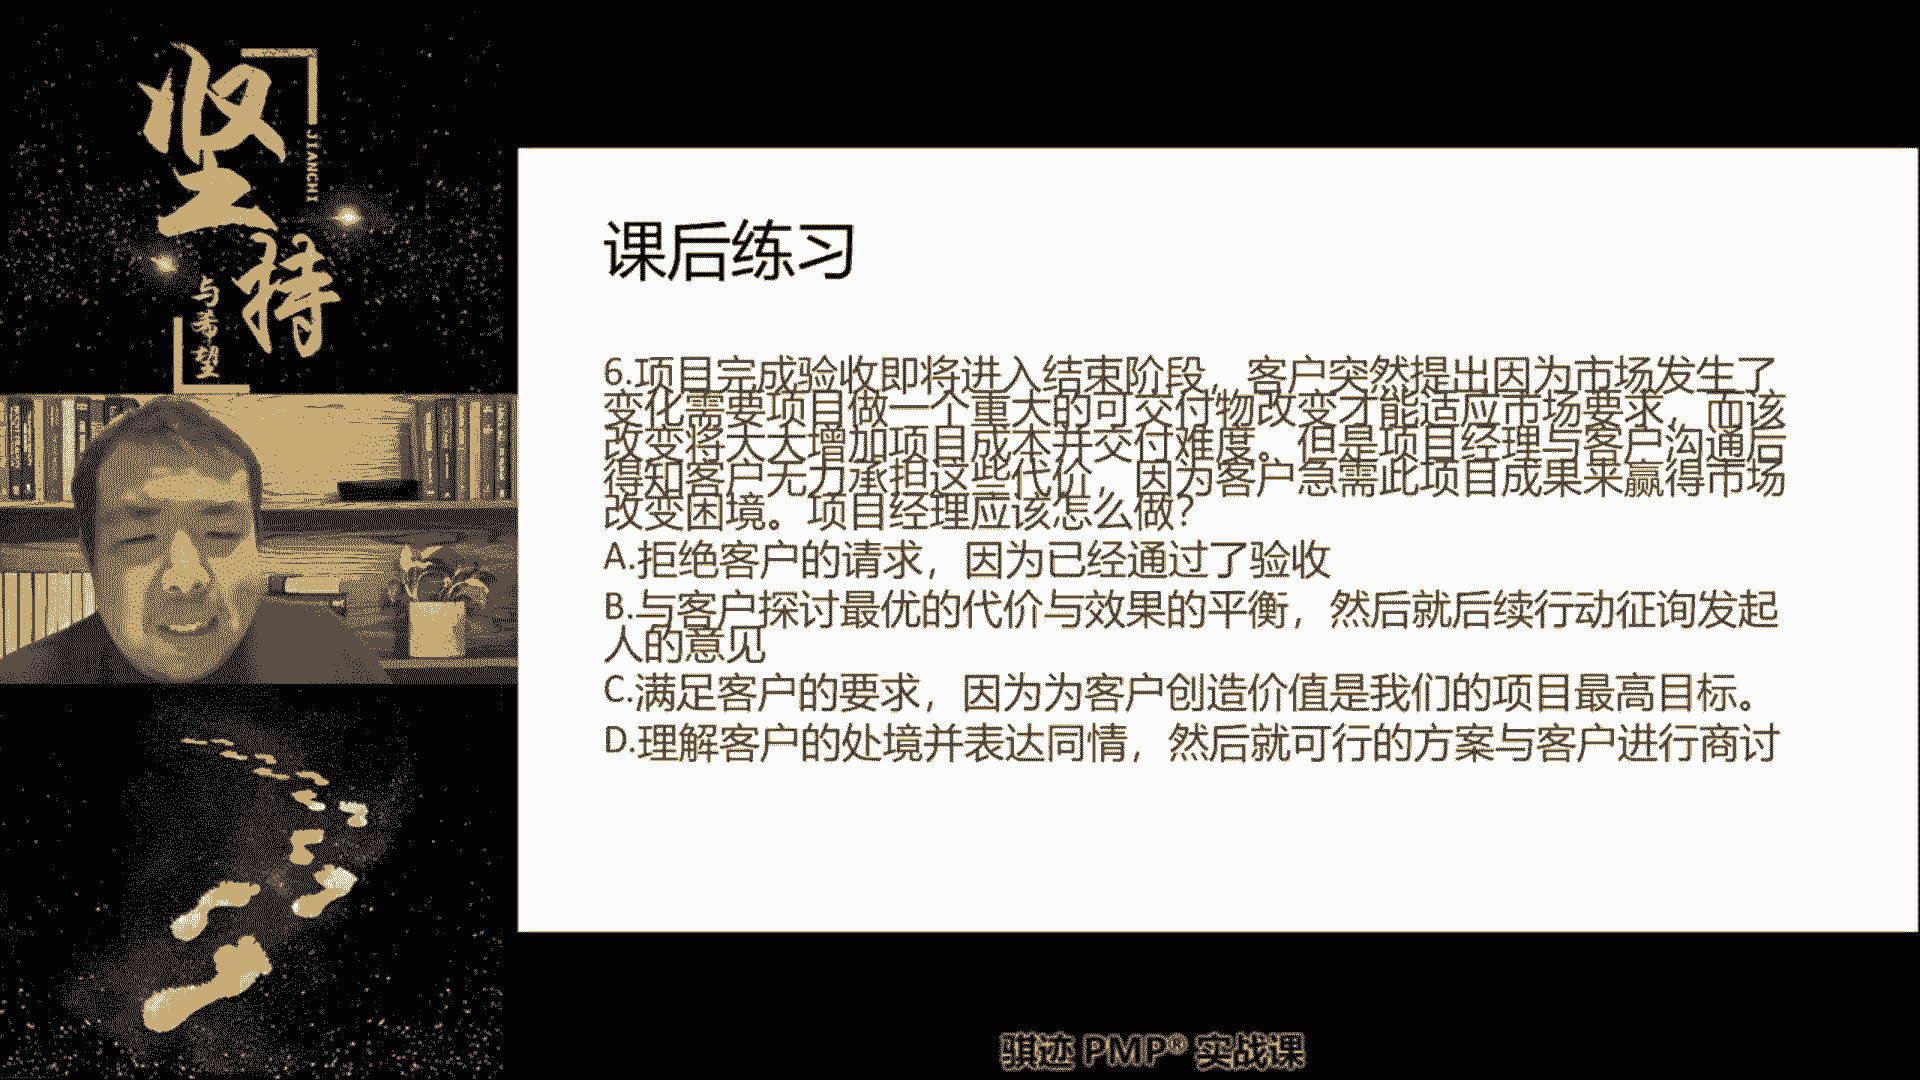 坚持
JIANCHI
与希望
课后练习
6.项目完成验收即将进入结束阶段，客户突然提出因为市场发生了
变化需要项目做一个重大的可交付物改变才能适应市场要求，而该
改变将大大增加项目成本并交付难度。但是项目经理与客户沟通后
得知客户无力承担这些代价，因为客户急需此项目成果来赢得市场
改变困境。项目经理应该怎么做？
A.拒绝客户的请求，因为已经通过了验收
B.与客户探讨最优的代价与效果的平衡，然后就后续行动征询发起
人的意见
C.满足客户的要求，因为为客户创造价值是我们的项目最高目标。
D.理解客户的处境并表达同情，然后就可行的方案与客户进行商讨
骐迹 PMP® 实战课